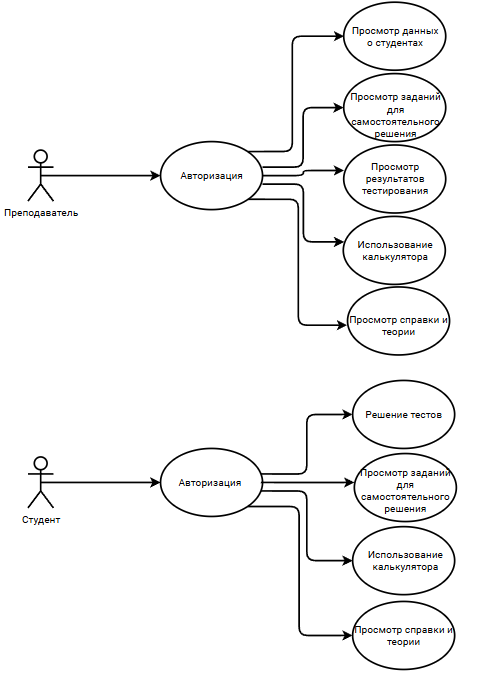 Просмотр данных
о студентах
Просмотр заданий
для
самостоятельного
решения
Авторизация
Просмотр
результатов
тестирования
Преподаватель
Использование
калькулятора
Просмотр справки и
теории
Решение тестов
Просмотр заданий
для
самостоятельного
решения
Авторизация
Студент
Использование
калькулятора
Просмотр справки и
теории